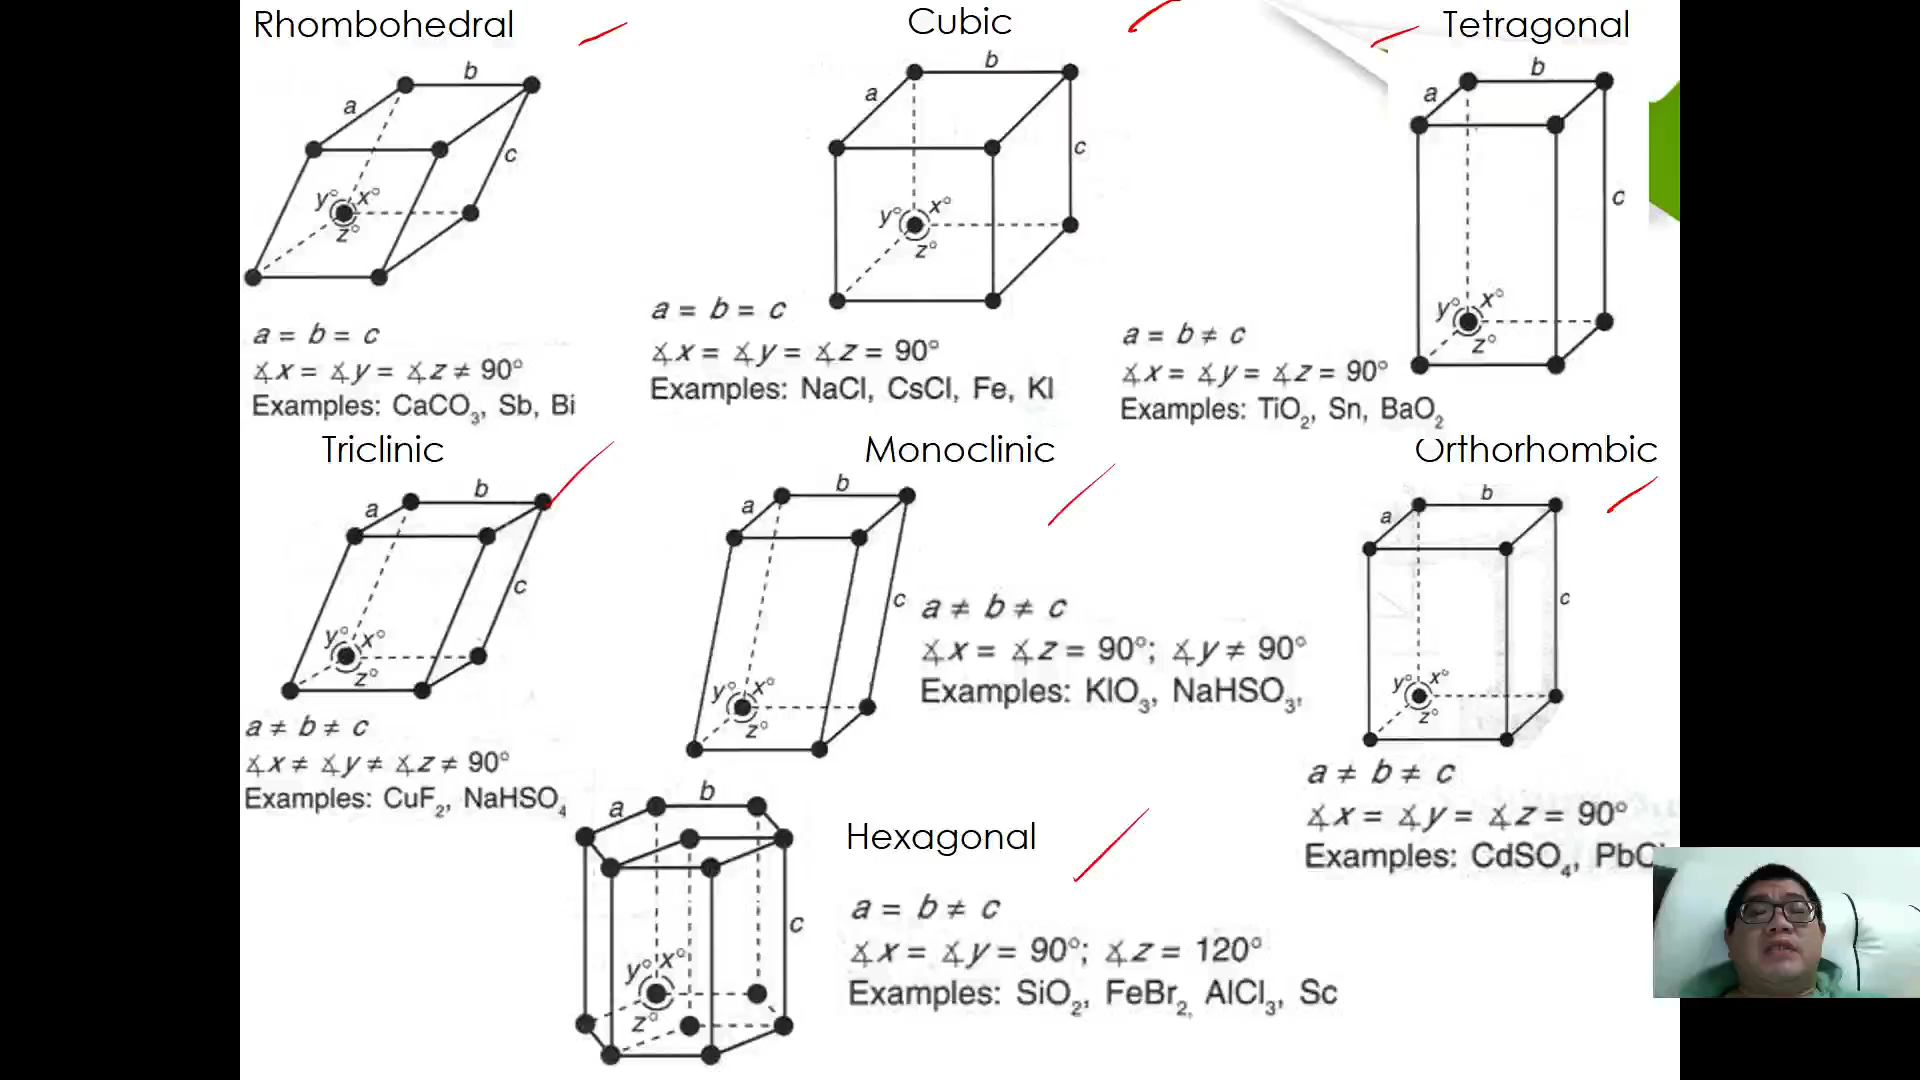 Rhombohedral
b
a
c
y° x°
z°
a = b = c
∡x = ∡y = ∡z ≠ 90°
Examples: CaCO₃, Sb, Bi
Cubic
b
a
c
y° x°
z°
a = b = c
∡x = ∡y = ∡z = 90°
Examples: NaCl, CsCl, Fe, KI
Tetragonal
b
a
c
y° x°
z°
a = b ≠ c
∡x = ∡y = ∡z = 90°
Examples: TiO₂, Sn, BaO₂
Triclinic
b
a
c
y° x°
z°
a ≠ b ≠ c
∡x ≠ ∡y ≠ ∡z ≠ 90°
Examples: CuF₂, NaHSO₄
Monoclinic
b
a
c
y° x°
z°
a ≠ b ≠ c
∡x = ∡z = 90°; ∡y ≠ 90°
Examples: KIO₃, NaHSO₃,
Orthorhombic
b
a
c
y° x°
z°
a ≠ b ≠ c
∡x = ∡y = ∡z = 90°
Examples: CdSO₄,
Hexagonal
b
a
c
y° x°
z°
a = b ≠ c
∡x = ∡y = 90°; ∡z = 120°
Examples: SiO₂, FeBr₂, AlCl₃, Sc